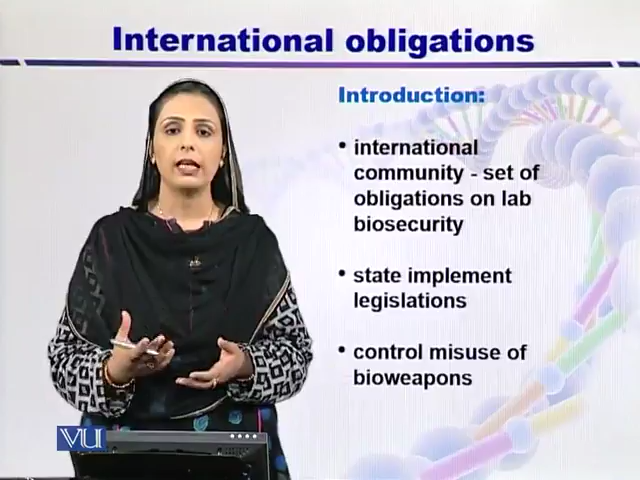 International obligations
Introduction:
• international
community - set of
obligations on lab
biosecurity
• state implement
legislations
• control misuse of
bioweapons
VU